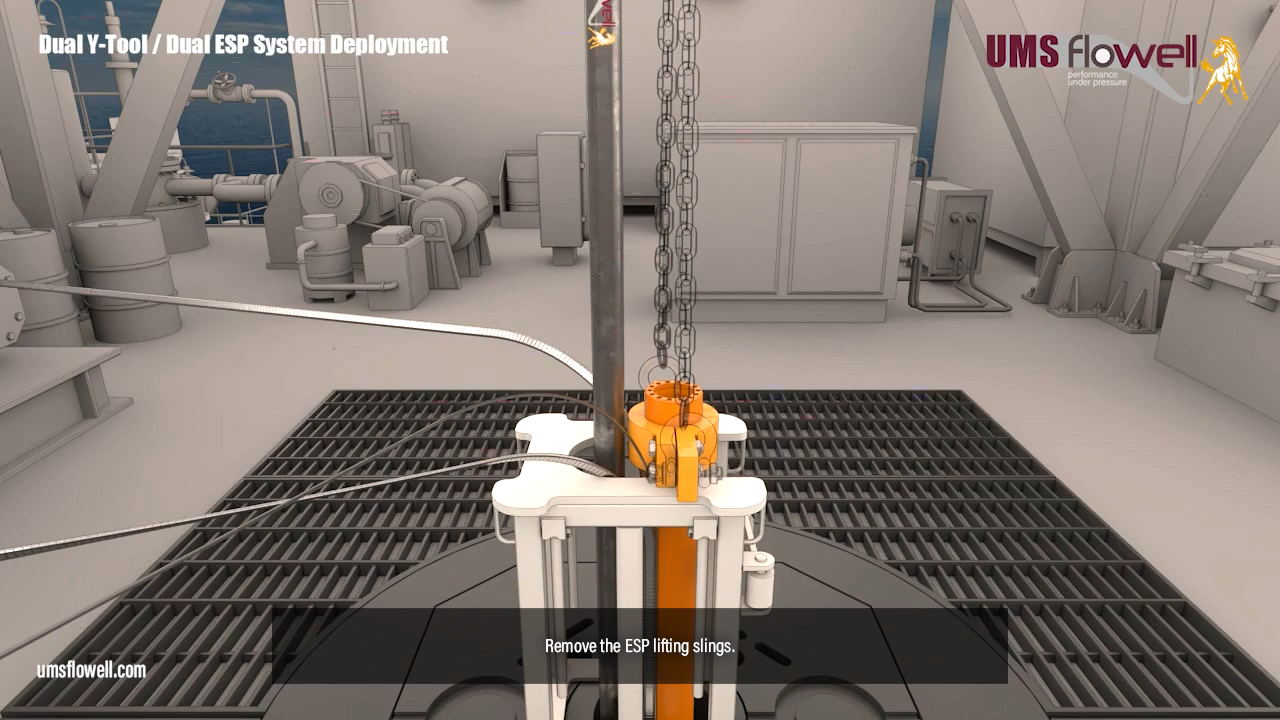 Dual Y-Tool / Dual ESP System Deployment
UMS flowell
performance
under pressure
Remove the ESP lifting slings.
umsflowell.com